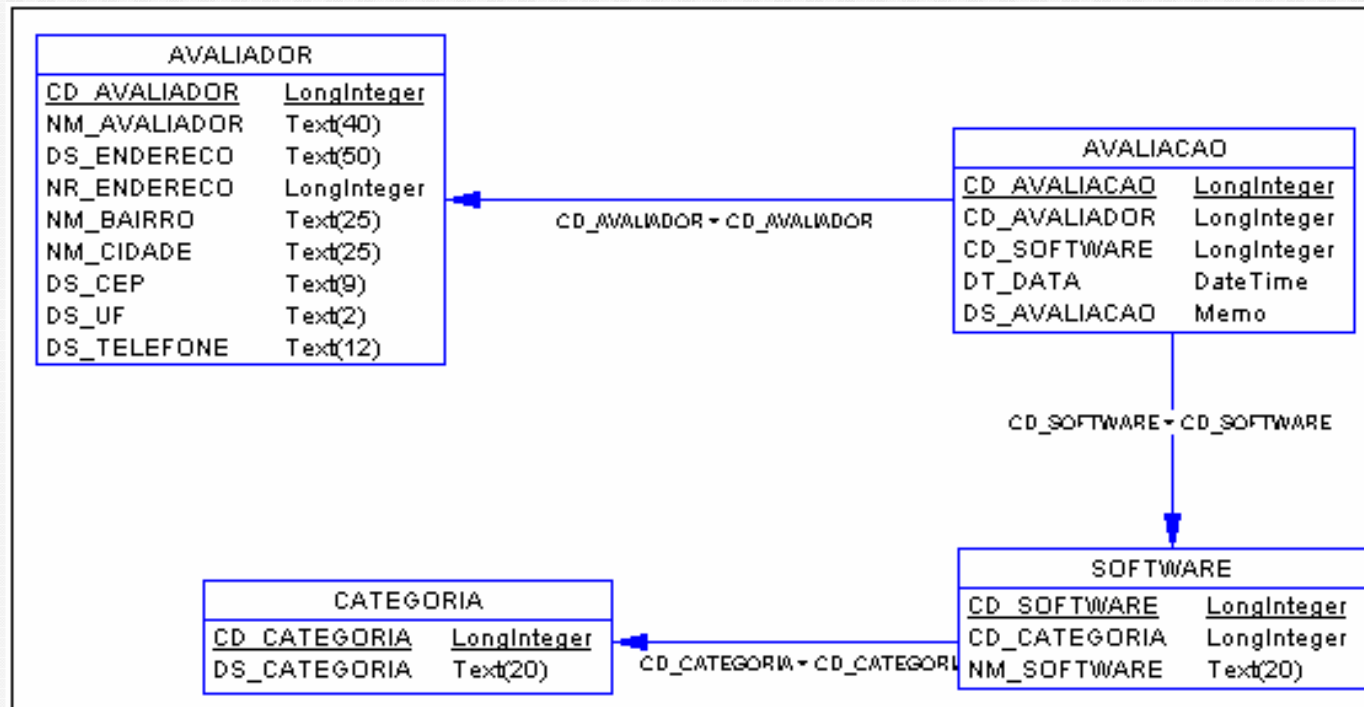 AVALIADOR
CD_AVALIADOR LongInteger
NM_AVALIADOR Text(40)
DS_ENDERECO Text(50)
NR_ENDERECO LongInteger
NM_BAIRRO Text(25)
NM_CIDADE Text(25)
DS_CEP Text(9)
DS_UF Text(2)
DS_TELEFONE Text(12)
CD_AVALIADOR = CD_AVALIADOR
AVALIACAO
CD_AVALIACAO LongInteger
CD_AVALIADOR LongInteger
CD_SOFTWARE LongInteger
DT_DATA DateTime
DS_AVALIACAO Memo
CD_SOFTWARE = CD_SOFTWARE
CATEGORIA
CD_CATEGORIA LongInteger
DS_CATEGORIA Text(20)
CD_CATEGORIA = CD_CATEGORI
SOFTWARE
CD_SOFTWARE LongInteger
CD_CATEGORIA LongInteger
NM_SOFTWARE Text(20)